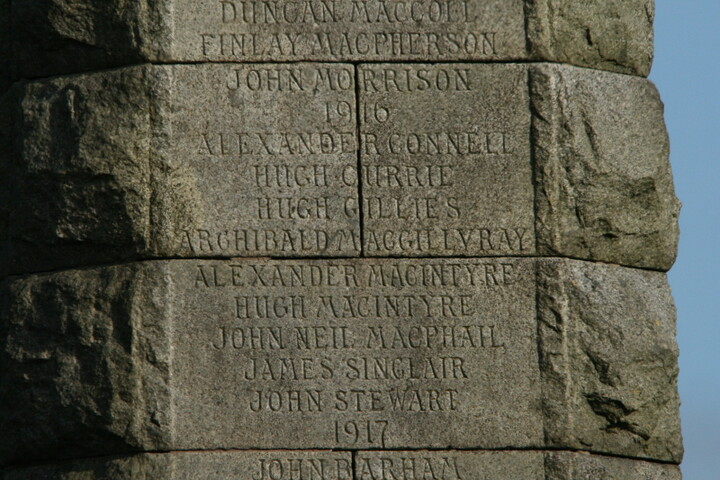 DUNCAN MACCOLL
FINLAY MACPHERSON
JOHN MORRISON
1916
ALEXANDER CONNELL
HUGH CURRIE
HUGH GILLIES
ARCHIBALD MACGILLVRAY
ALEXANDER MACINTYRE
HUGH MACINTYRE
JOHN NEIL MACPHAIL
JAMES SINCLAIR
JOHN STEWART
1917
JOHN BARHAM